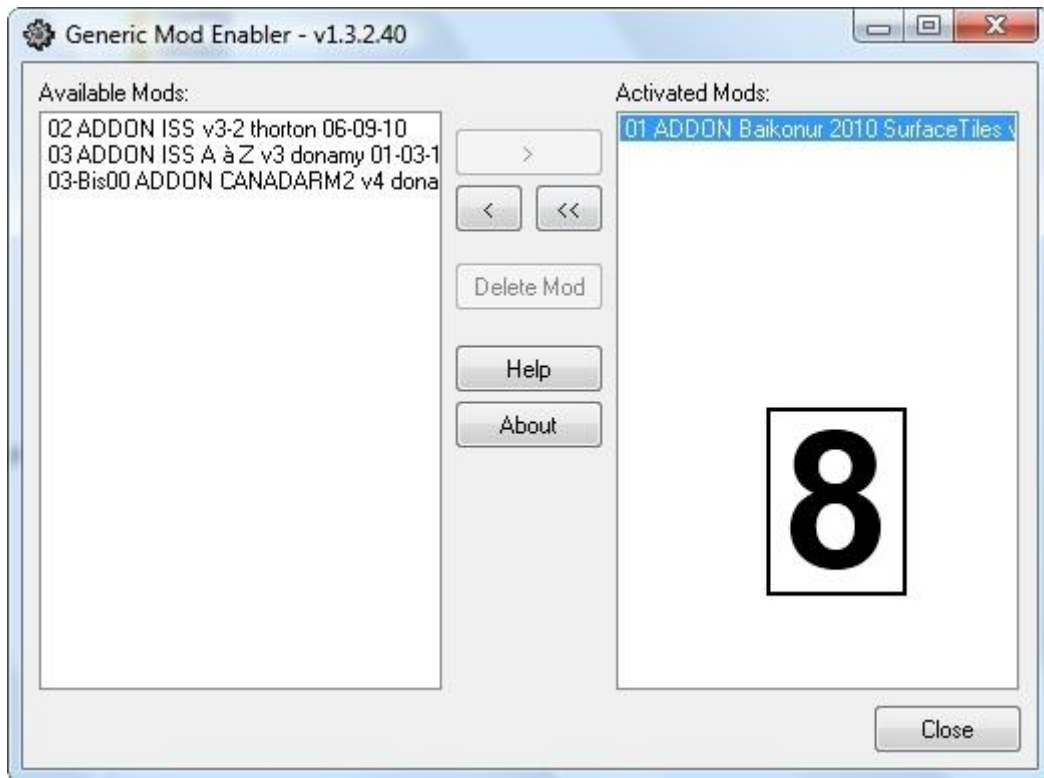 Generic Mod Enabler - v1.3.2.40
Available Mods:
02 ADDON ISS v3-2 thorton 06-09-10
03 ADDON ISS A à Z v3 donamy 01-03-1
03-Bis00 ADDON CANADARM2 v4 dona
>
<
<<
Delete Mod
Help
About
Activated Mods:
01 ADDON Baikonur 2010 SurfaceTiles v
8
Close